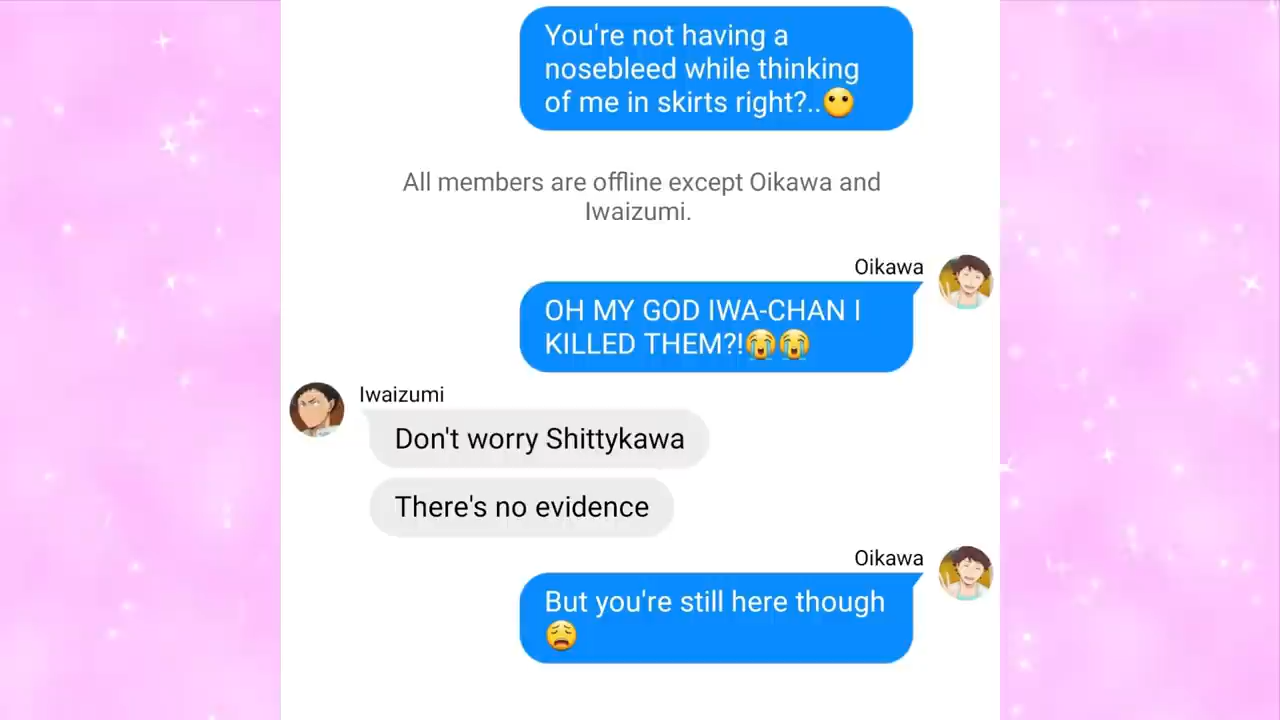 You're not having a
nosebleed while thinking
of me in skirts right?..😶
All members are offline except Oikawa and
Iwaizumi.
Oikawa
OH MY GOD IWA-CHAN I
KILLED THEM?!😭😭
Iwaizumi
Don't worry Shittykawa
There's no evidence
Oikawa
But you're still here though
😩